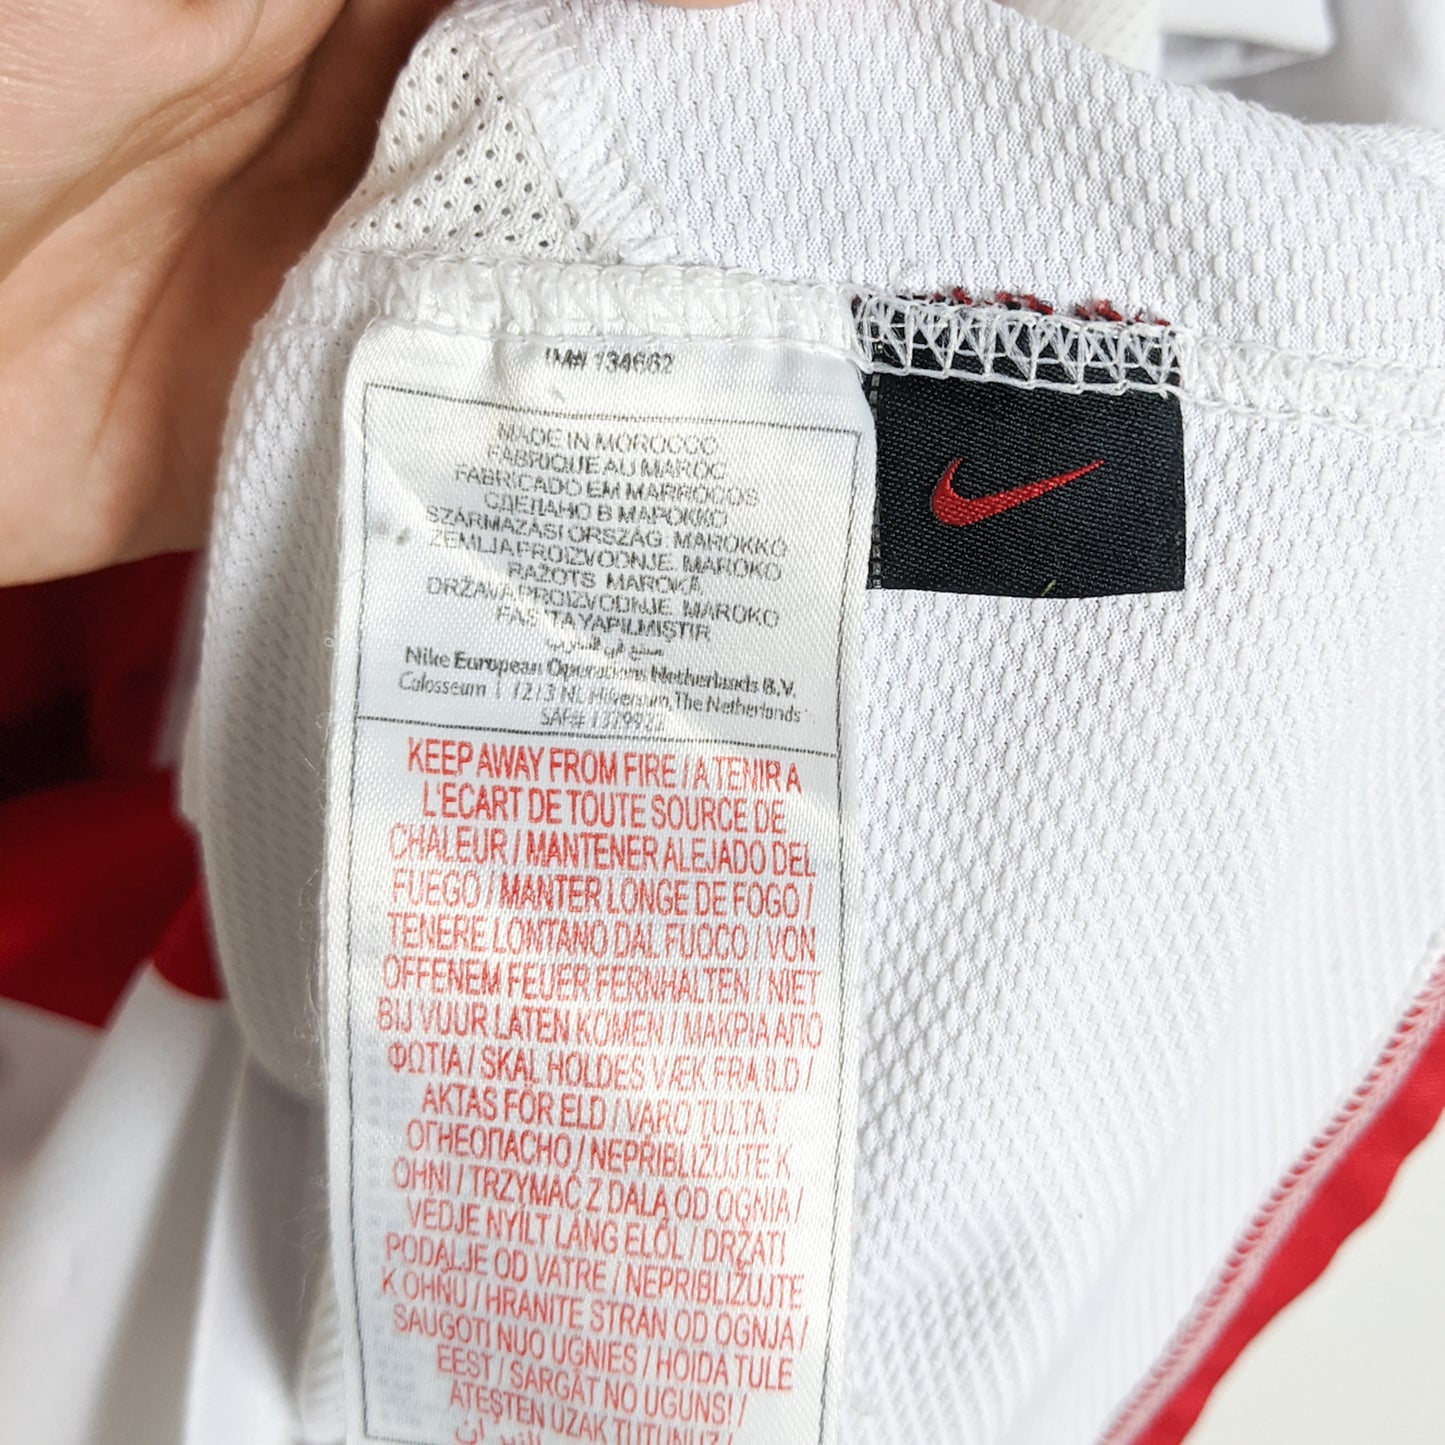 IM# 134662
MADE IN MOROCCO
FABRIQUE AU MAROC
FABRICADO EM MARROCOS
СДЕЛАНО В МАРОККО
SZÁRMAZÁSI ORSZÁG: MAROKKÓ
ZEMLJA PROIZVODNJE: MAROKO
RAŽOTS MAROKĀ
DRŽAVA PROIZVODNJE: MAROKO
FAS'TA YAPILMIŞTIR
Nike European Operations Netherlands B.V.
Colosseum 1 1213 NL Hilversum, The Netherlands
SAP#
KEEP AWAY FROM FIRE / A TENIR A
L'ECART DE TOUTE SOURCE DE
CHALEUR / MANTENER ALEJADO DEL
FUEGO / MANTER LONGE DE FOGO /
TENERE LONTANO DAL FUOCO / VON
OFFENEM FEUER FERNHALTEN / NIET
BIJ VUUR LATEN KOMEN / ΜΑΚΡΙΑ ΑΠΟ
ΦΩΤΙΑ / SKAL HOLDES VÆK FRA ILD /
AKTAS FÖR ELD / VARO TULTA /
ОГНЕОПАСНО / NEPŘIBLIŽUJTE K
OHNI / TRZYMAĆ Z DALA OD OGNIA /
VÉDJE NYÍLT LÁNG ELŐL / DRŽATI
PODALJE OD VATRE / NEPRIBLIŽUJTE
K OHŇU / HRANITE STRAN OD OGNJA /
SAUGOTI NUO UGNIES / HOIDA TULE
EEST / SARGĀT NO UGUNS! /
ATEŞTEN UZAK TUTUNUZ /